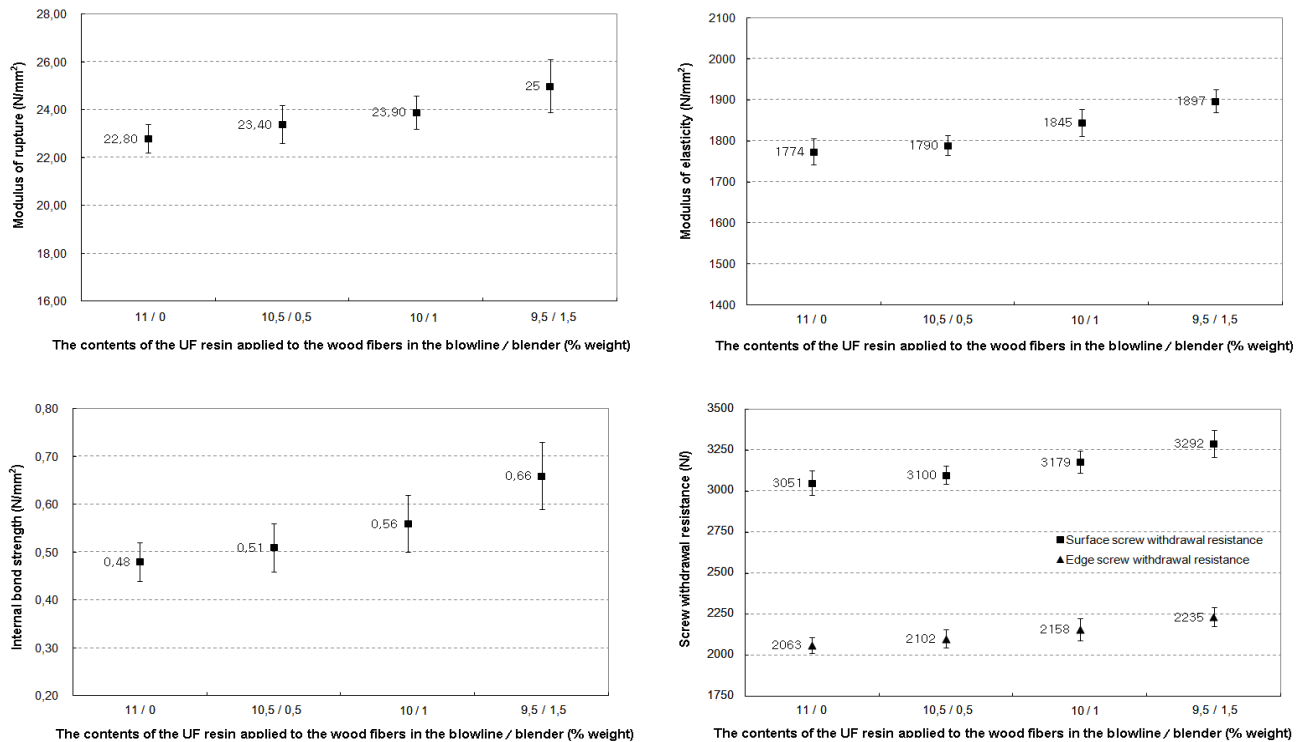 28,00
26,00
24,00
22,00
20,00
18,00
16,00
Modulus of rupture (N/mm²)
22,80
23,40
23,90
25
11 / 0
10,5 / 0,5
10 / 1
9,5 / 1,5
The contents of the UF resin applied to the wood fibers in the blowline / blender (% weight)
2100
2000
1900
1800
1700
1600
1500
1400
Modulus of elasticity (N/mm²)
1774
1790
1845
1897
11 / 0
10,5 / 0,5
10 / 1
9,5 / 1,5
The contents of the UF resin applied to the wood fibers in the blowline / blender (% weight)
0,80
0,70
0,60
0,50
0,40
0,30
0,20
Internal bond strength (N/mm²)
0,48
0,51
0,56
0,66
11 / 0
10,5 / 0,5
10 / 1
9,5 / 1,5
The contents of the UF resin applied to the wood fibers in the blowline / blender (% weight)
3500
3250
3000
2750
2500
2250
2000
1750
Screw withdrawal resistance (N/)
3051
3100
3179
3292
Surface screw withdrawal resistance
Edge screw withdrawal resistance
2063
2102
2158
2235
11 / 0
10,5 / 0,5
10 / 1
9,5 / 1,5
The contents of the UF resin applied to the wood fibers in the blowline / blender (% weight)